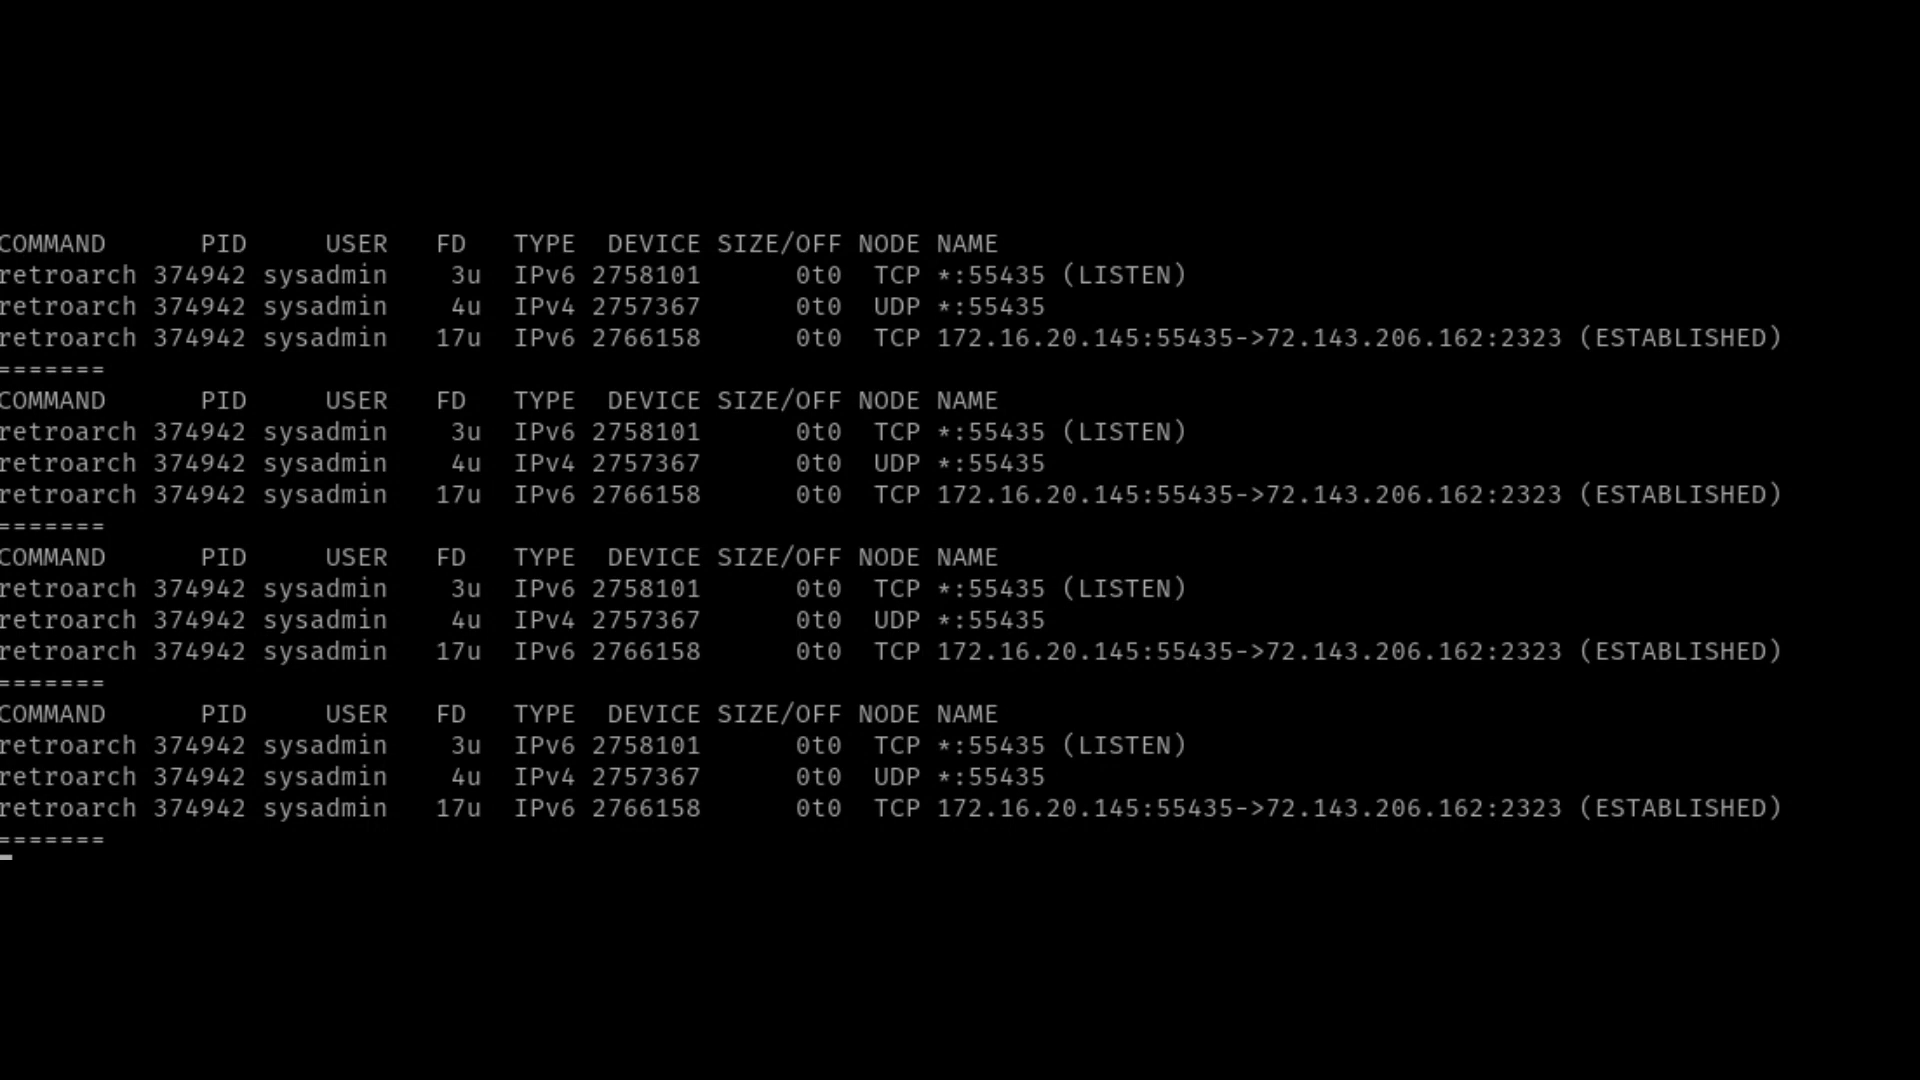 COMMAND PID USER FD TYPE DEVICE SIZE/OFF NODE NAME
retroarch 374942 sysadmin 3u IPv6 2758101 0t0 TCP *:55435 (LISTEN)
retroarch 374942 sysadmin 4u IPv4 2757367 0t0 UDP *:55435
retroarch 374942 sysadmin 17u IPv6 2766158 0t0 TCP 172.16.20.145:55435->72.143.206.162:2323 (ESTABLISHED)
=======
COMMAND PID USER FD TYPE DEVICE SIZE/OFF NODE NAME
retroarch 374942 sysadmin 3u IPv6 2758101 0t0 TCP *:55435 (LISTEN)
retroarch 374942 sysadmin 4u IPv4 2757367 0t0 UDP *:55435
retroarch 374942 sysadmin 17u IPv6 2766158 0t0 TCP 172.16.20.145:55435->72.143.206.162:2323 (ESTABLISHED)
=======
COMMAND PID USER FD TYPE DEVICE SIZE/OFF NODE NAME
retroarch 374942 sysadmin 3u IPv6 2758101 0t0 TCP *:55435 (LISTEN)
retroarch 374942 sysadmin 4u IPv4 2757367 0t0 UDP *:55435
retroarch 374942 sysadmin 17u IPv6 2766158 0t0 TCP 172.16.20.145:55435->72.143.206.162:2323 (ESTABLISHED)
=======
COMMAND PID USER FD TYPE DEVICE SIZE/OFF NODE NAME
retroarch 374942 sysadmin 3u IPv6 2758101 0t0 TCP *:55435 (LISTEN)
retroarch 374942 sysadmin 4u IPv4 2757367 0t0 UDP *:55435
retroarch 374942 sysadmin 17u IPv6 2766158 0t0 TCP 172.16.20.145:55435->72.143.206.162:2323 (ESTABLISHED)
=======